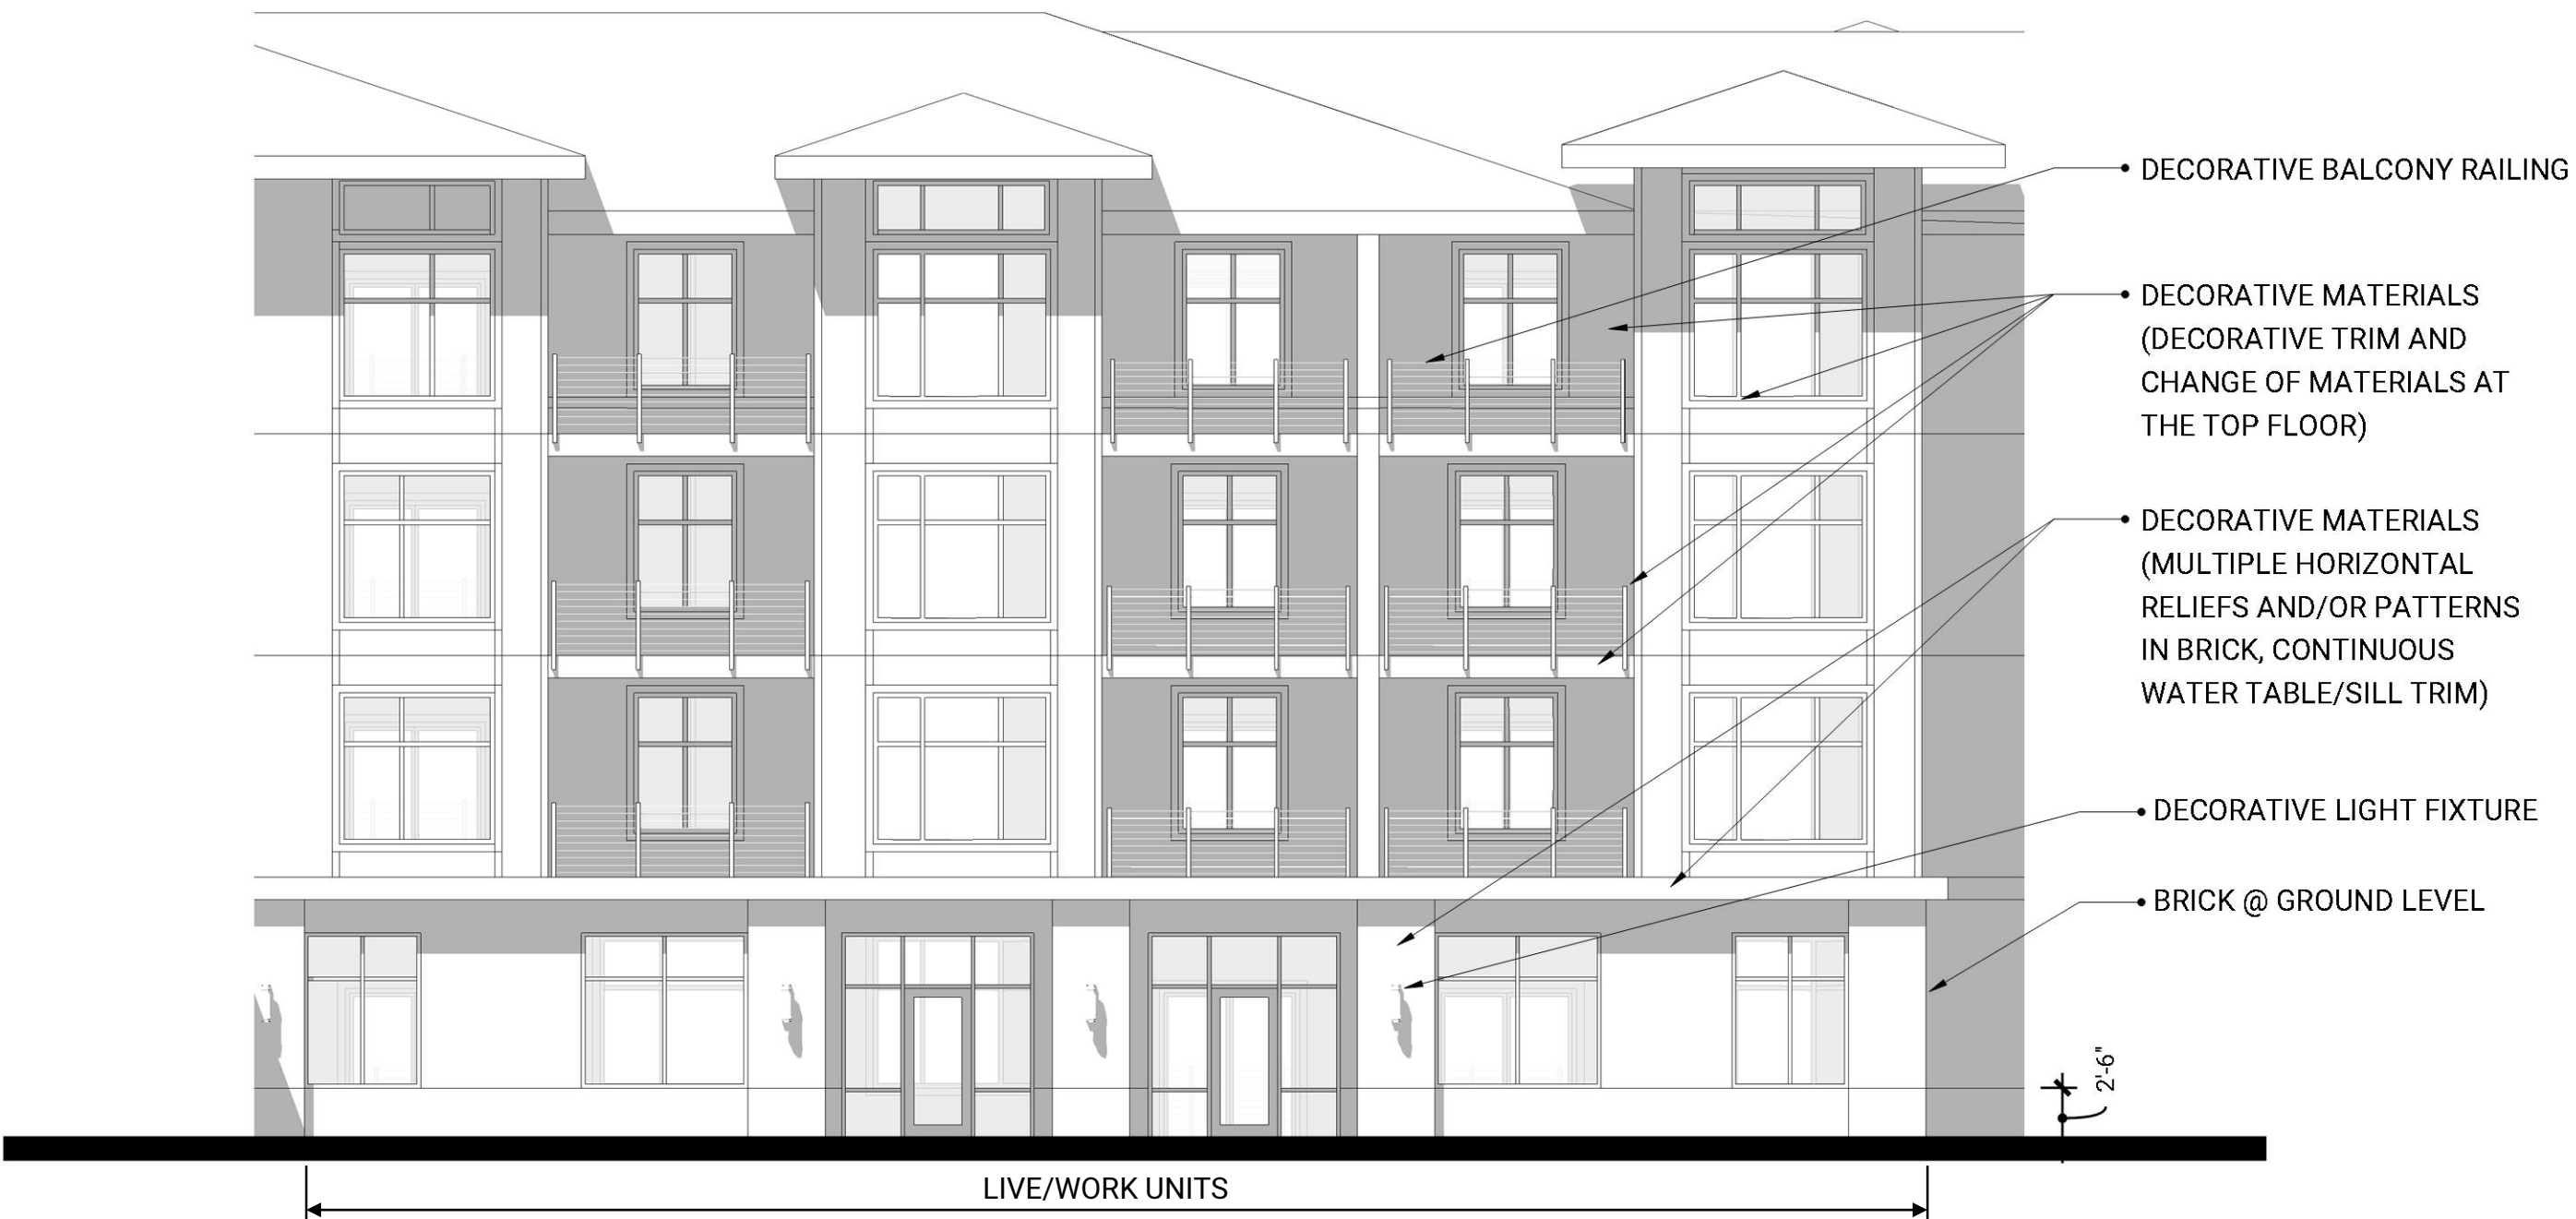 DECORATIVE BALCONY RAILING
DECORATIVE MATERIALS
(DECORATIVE TRIM AND
CHANGE OF MATERIALS AT
THE TOP FLOOR)
DECORATIVE MATERIALS
(MULTIPLE HORIZONTAL
RELIEFS AND/OR PATTERNS
IN BRICK, CONTINUOUS
WATER TABLE/SILL TRIM)
DECORATIVE LIGHT FIXTURE
BRICK @ GROUND LEVEL
2'-6"
LIVE/WORK UNITS